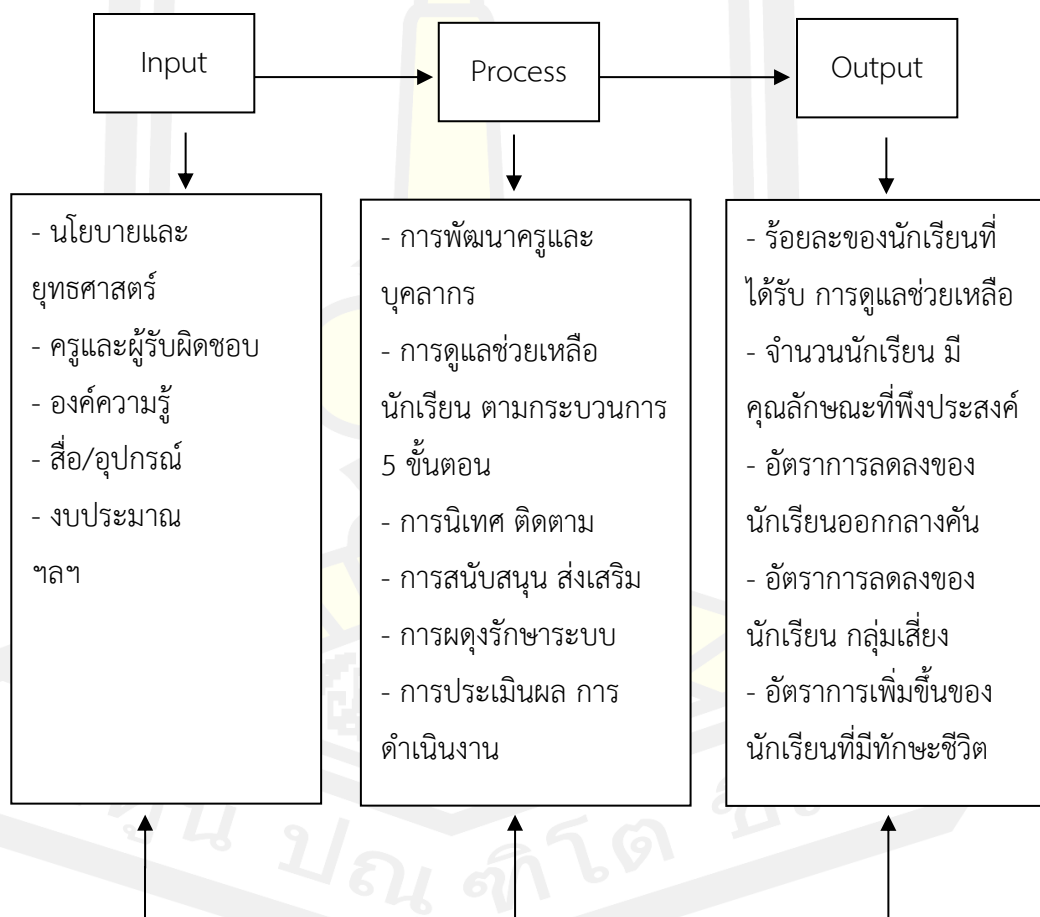 Input
Process
Output
- นโยบายและ
ยุทธศาสตร์
- ครูและผู้รับผิดชอบ
- องค์ความรู้
- สื่อ/อุปกรณ์
- งบประมาณ
ฯลฯ
- การพัฒนาครูและ
บุคลากร
- การดูแลช่วยเหลือ
นักเรียน ตามกระบวนการ
5 ขั้นตอน
- การนิเทศ ติดตาม
- การสนับสนุน ส่งเสริม
- การผดุงรักษาระบบ
- การประเมินผล การ
ดำเนินงาน
- ร้อยละของนักเรียนที่
ได้รับ การดูแลช่วยเหลือ
- จำนวนนักเรียน มี
คุณลักษณะที่พึงประสงค์
- อัตราการลดลงของ
นักเรียนออกกลางคัน
- อัตราการลดลงของ
นักเรียน กลุ่มเสี่ยง
- อัตราการเพิ่มขึ้นของ
นักเรียนที่มีทักษะชีวิต
ปณ ฑิโต